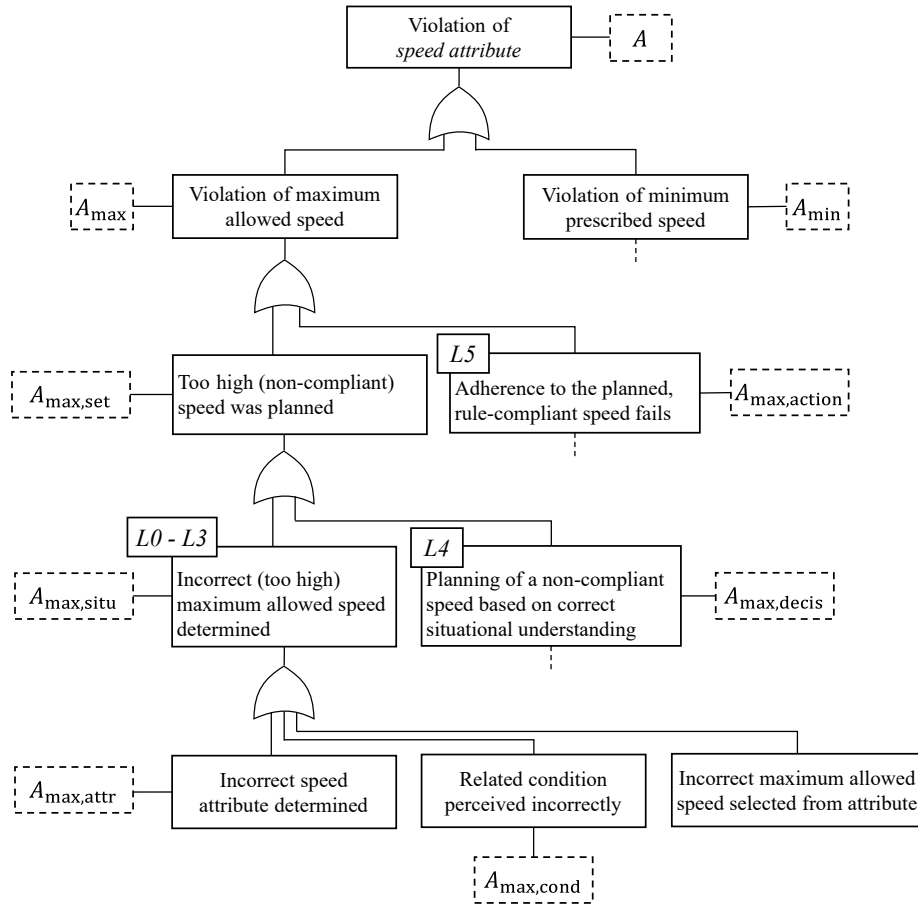 Violation of
speed attribute
A
A_max
Violation of maximum
allowed speed
Violation of minimum
prescribed speed
A_min
L5
A_max,set
Too high (non-compliant)
speed was planned
Adherence to the planned,
rule-compliant speed fails
A_max,action
L0 - L3
L4
A_max,situ
Incorrect (too high)
maximum allowed speed
determined
Planning of a non-compliant
speed based on correct
situational understanding
A_max,decis
A_max,attr
Incorrect speed
attribute determined
Related condition
perceived incorrectly
Incorrect maximum allowed
speed selected from attribute
A_max,cond